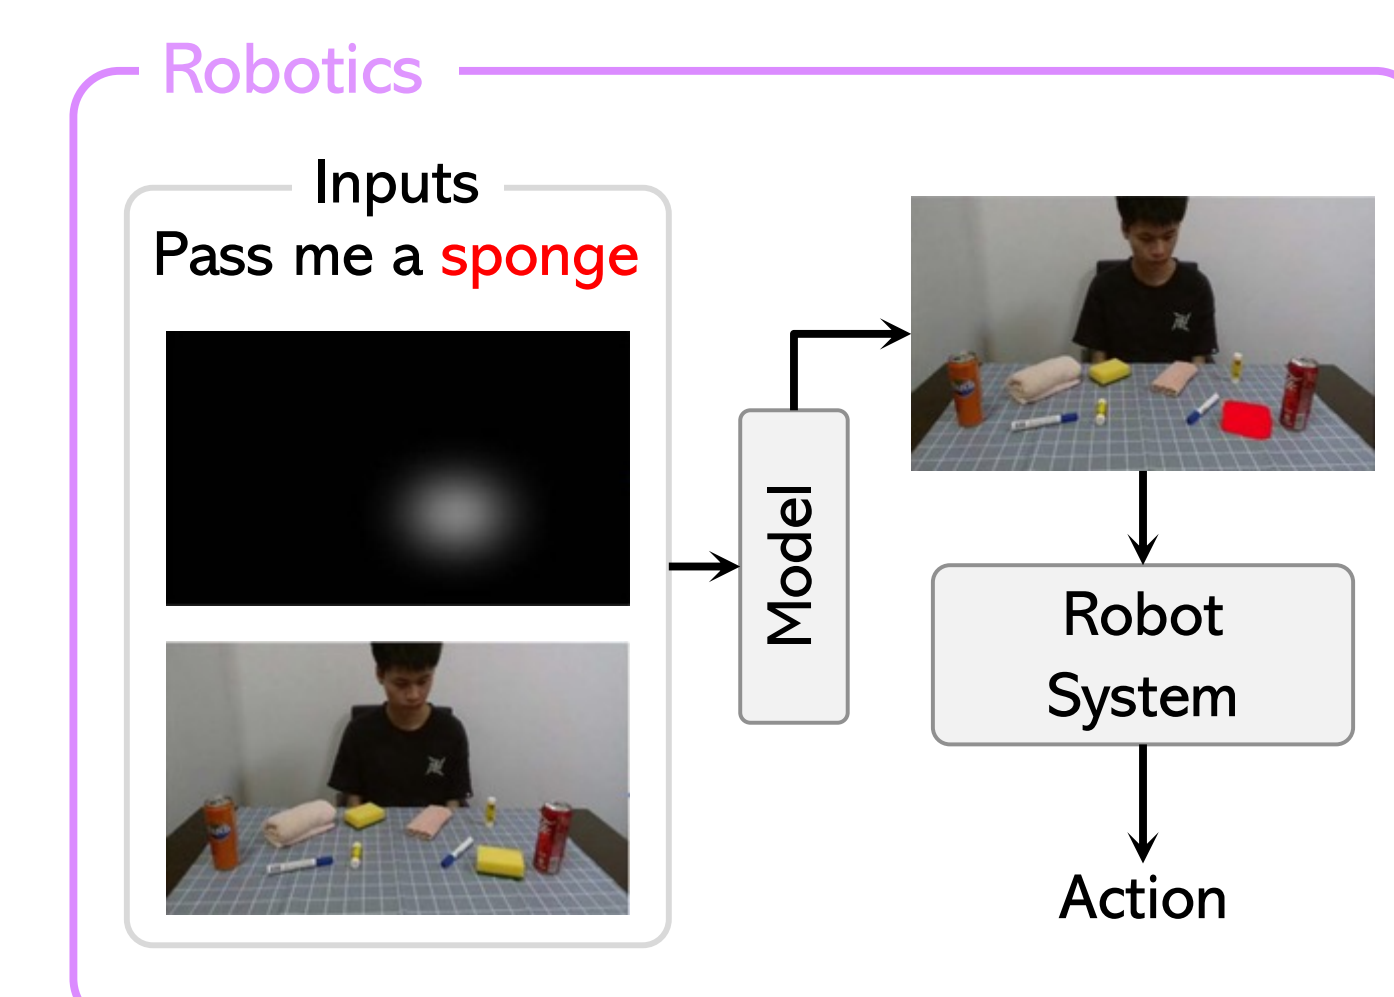 Robotics
Inputs
Pass me a sponge
Model
Robot
System
Action